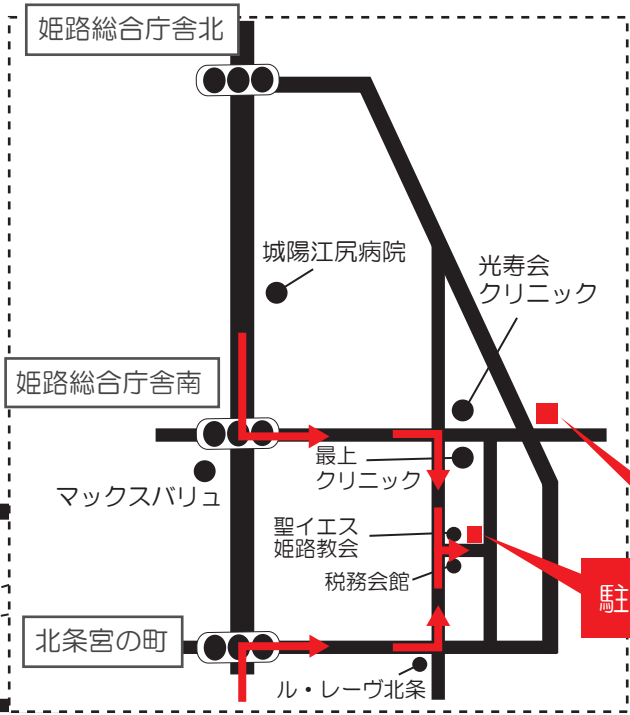 姫路総合庁舎北
城陽江尻病院
光寿会
クリニック
姫路総合庁舎南
最上
クリニック
マックスバリュ
聖イエス
姫路教会
税務会館
駐
北条宮の町
ル・レーヴ北条